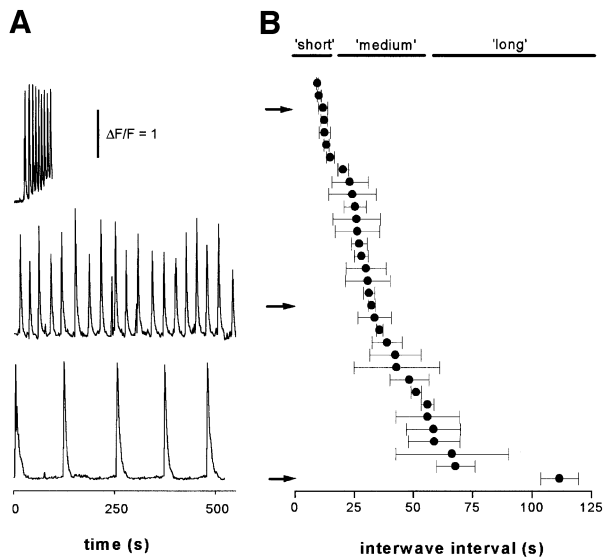 A
B
'short' 'medium' 'long'
ΔF/F = 1
0 250 500
time (s)
0 25 50 75 100 125
interwave interval (s)